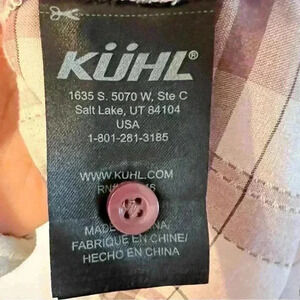 KÜHL®
1635 S. 5070 W, Ste C
Salt Lake, UT 84104
USA
1-801-281-3185
WWW.KUHL.COM
FABRIQUE EN CHINE/
HECHO EN CHINA